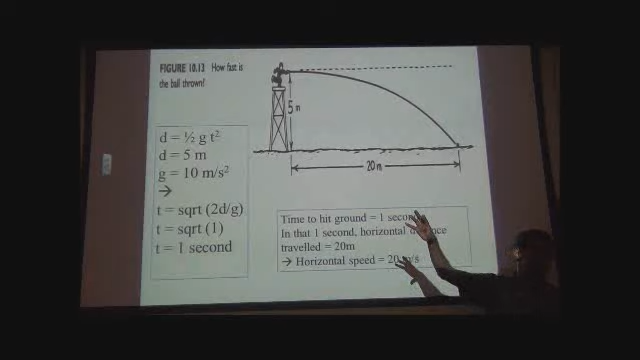 FIGURE 10.13 How fast is
the ball thrown?
5 m
20 m
d = ½ g t²
d = 5 m
g = 10 m/s²
→
t = sqrt (2d/g)
t = sqrt (1)
t = 1 second
Time to hit ground = 1 second
In that 1 second, horizontal distance
travelled = 20m
→ Horizontal speed = 20 m/s